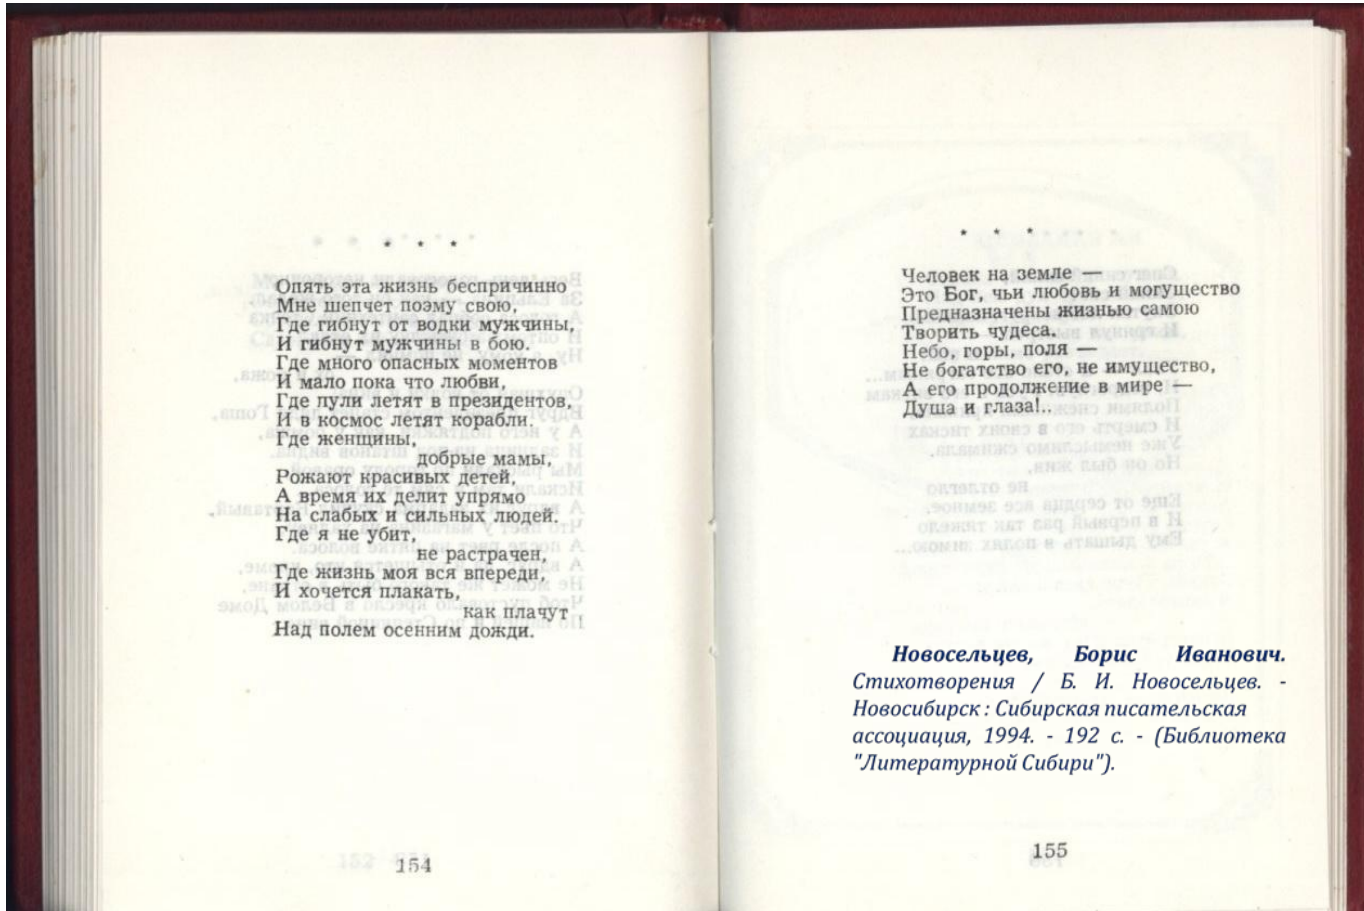 * * *
Опять эта жизнь беспричинно
Мне шепчет поэму свою,
Где гибнут от водки мужчины,
И гибнут мужчины в бою.
Где много опасных моментов
И мало пока что любви,
Где пули летят в президентов,
И в космос летят корабли.
Где женщины,
добрые мамы,
Рожают красивых детей,
А время их делит упрямо
На слабых и сильных людей.
Где я не убит,
не растрачен,
Где жизнь моя вся впереди,
И хочется плакать,
как плачут
Над полем осенним дожди.
154
* * *
Человек на земле —
Это Бог, чьи любовь и могущество
Предназначены жизнью самою
Творить чудеса.
Небо, горы, поля —
Не богатство его, не имущество,
А его продолжение в мире —
Душа и глаза!..
Новосельцев, Борис Иванович.
Стихотворения / Б. И. Новосельцев. -
Новосибирск : Сибирская писательская
ассоциация, 1994. - 192 с. - (Библиотека
"Литературной Сибири").
155